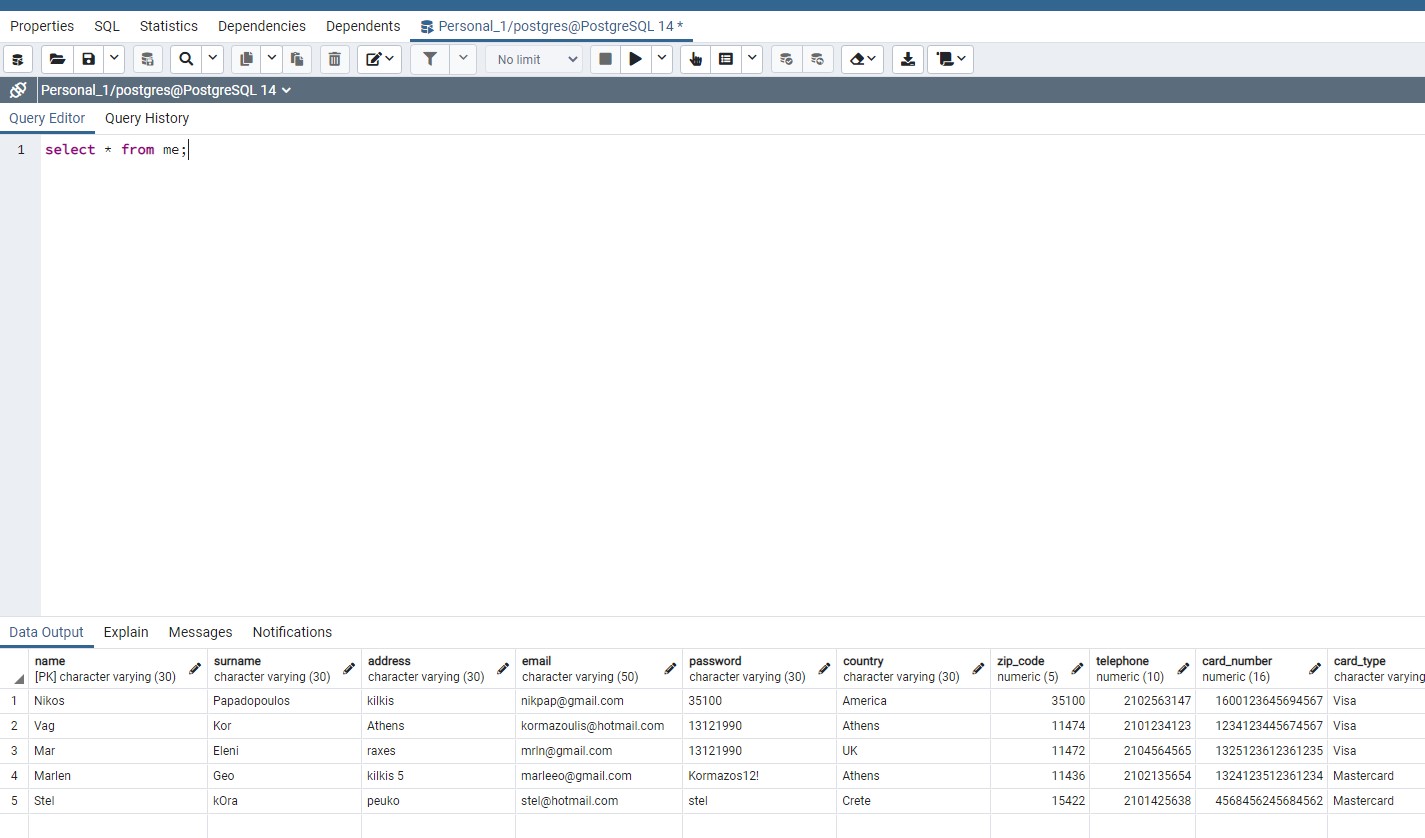 Properties SQL Statistics Dependencies Dependents Personal_1/postgres@PostgreSQL 14 *
No limit
Personal_1/postgres@PostgreSQL 14
Query Editor Query History
1 select * from me;
Data Output Explain Messages Notifications
name surname address email password country zip_code telephone card_number card_type
[PK] character varying (30) character varying (30) character varying (30) character varying (50) character varying (30) character varying (30) numeric (5) numeric (10) numeric (16) character varying
1 Nikos Papadopoulos kilkis nikpap@gmail.com 35100 America 35100 2102563147 1600123645694567 Visa
2 Vag Kor Athens kormazoulis@hotmail.com 13121990 Athens 11474 2101234123 1234123445674567 Visa
3 Mar Eleni raxes mrln@gmail.com 13121990 UK 11472 2104564565 1325123612361235 Visa
4 Marlen Geo kilkis 5 marleeo@gmail.com Kormazos12! Athens 11436 2102135654 1324123512361234 Mastercard
5 Stel kOra peuko stel@hotmail.com stel Crete 15422 2101425638 4568456245684562 Mastercard